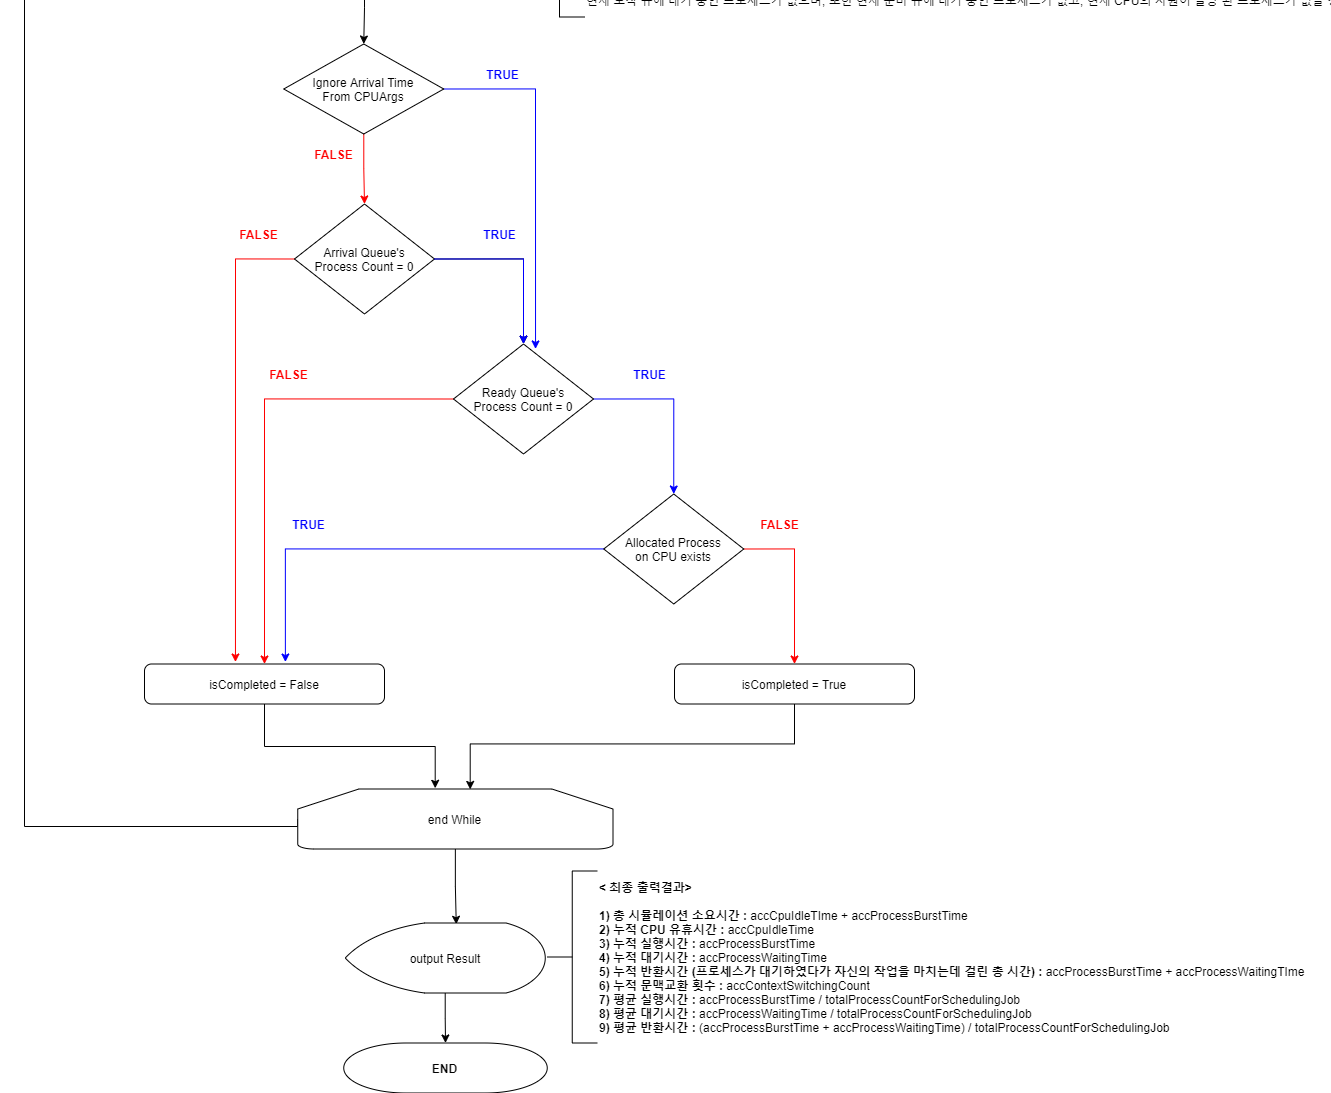 Ignore Arrival Time
From CPUArgs
TRUE
FALSE
Arrival Queue's
Process Count = 0
FALSE
TRUE
Ready Queue's
Process Count = 0
FALSE
TRUE
Allocated Process
on CPU exists
TRUE
FALSE
isCompleted = False
isCompleted = True
end While
< 최종 출력결과>
1) 총 시뮬레이션 소요시간 : accCpuIdleTIme + accProcessBurstTime
2) 누적 CPU 유휴시간 : accCpuIdleTime
3) 누적 실행시간 : accProcessBurstTime
4) 누적 대기시간 : accProcessWaitingTime
5) 누적 반환시간 (프로세스가 대기하였다가 자신의 작업을 마치는데 걸린 총 시간) : accProcessBurstTime + accProcessWaitingTIme
6) 누적 문맥교환 횟수 : accContextSwitchingCount
7) 평균 실행시간 : accProcessBurstTime / totalProcessCountForSchedulingJob
8) 평균 대기시간 : accProcessWaitingTime / totalProcessCountForSchedulingJob
9) 평균 반환시간 : (accProcessBurstTime + accProcessWaitingTime) / totalProcessCountForSchedulingJob
output Result
END